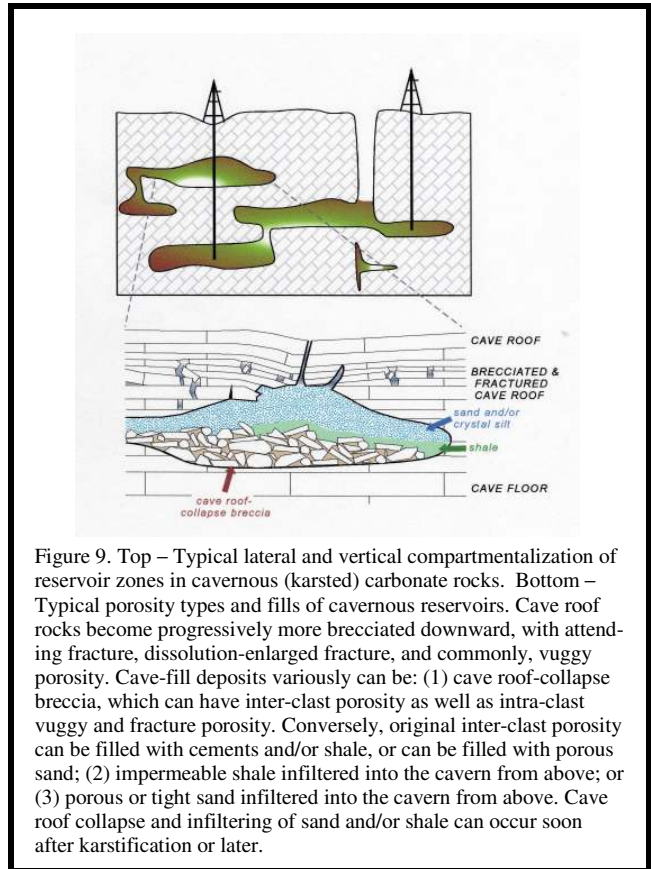 CAVE ROOF
BRECCIATED &
FRACTURED
CAVE ROOF
sand and/or
crystal silt
shale
CAVE FLOOR
cave roof-
collapse breccia
Figure 9. Top – Typical lateral and vertical compartmentalization of
reservoir zones in cavernous (karsted) carbonate rocks.  Bottom –
Typical porosity types and fills of cavernous reservoirs. Cave roof
rocks become progressively more brecciated downward, with attend-
ing fracture, dissolution-enlarged fracture, and commonly, vuggy
porosity. Cave-fill deposits variously can be: (1) cave roof-collapse
breccia, which can have inter-clast porosity as well as intra-clast
vuggy and fracture porosity. Conversely, original inter-clast porosity
can be filled with cements and/or shale, or can be filled with porous
sand; (2) impermeable shale infiltered into the cavern from above; or
(3) porous or tight sand infiltered into the cavern from above. Cave
roof collapse and infiltering of sand and/or shale can occur soon
after karstification or later.